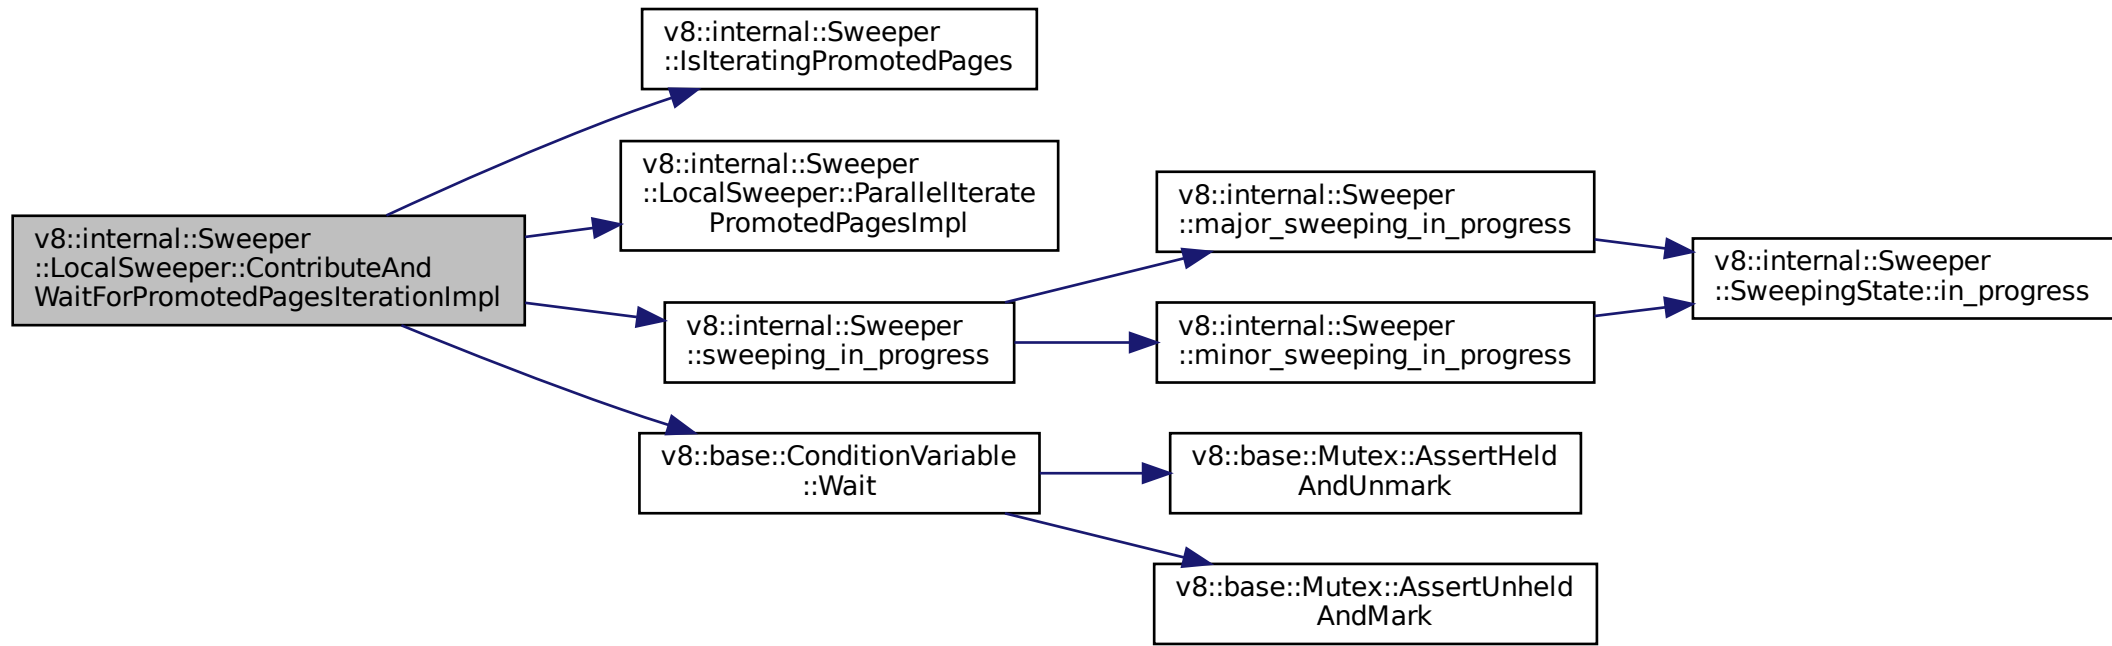 v8::internal::Sweeper
::IsIteratingPromotedPages
v8::internal::Sweeper
::LocalSweeper::ParallelIterate
PromotedPagesImpl
v8::internal::Sweeper
::LocalSweeper::ContributeAnd
WaitForPromotedPagesIterationImpl
v8::internal::Sweeper
::sweeping_in_progress
v8::internal::Sweeper
::major_sweeping_in_progress
v8::internal::Sweeper
::minor_sweeping_in_progress
v8::internal::Sweeper
::SweepingState::in_progress
v8::base::ConditionVariable
::Wait
v8::base::Mutex::AssertHeld
AndUnmark
v8::base::Mutex::AssertUnheld
AndMark